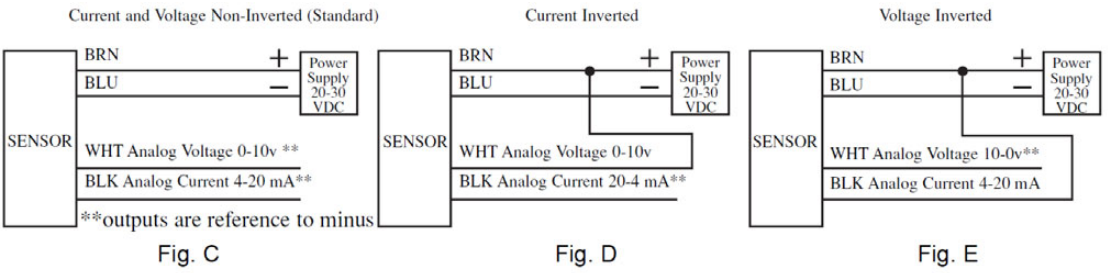 Current and Voltage Non-Inverted (Standard)
BRN
+
BLU
−
Power
Supply
20-30
VDC
SENSOR
WHT Analog Voltage 0-10v **
BLK Analog Current 4-20 mA**
**outputs are reference to minus
Fig. C
Current Inverted
BRN
+
BLU
−
Power
Supply
20-30
VDC
SENSOR
WHT Analog Voltage 0-10v
BLK Analog Current 20-4 mA**
Fig. D
Voltage Inverted
BRN
+
BLU
−
Power
Supply
20-30
VDC
SENSOR
WHT Analog Voltage 10-0v**
BLK Analog Current 4-20 mA
Fig. E